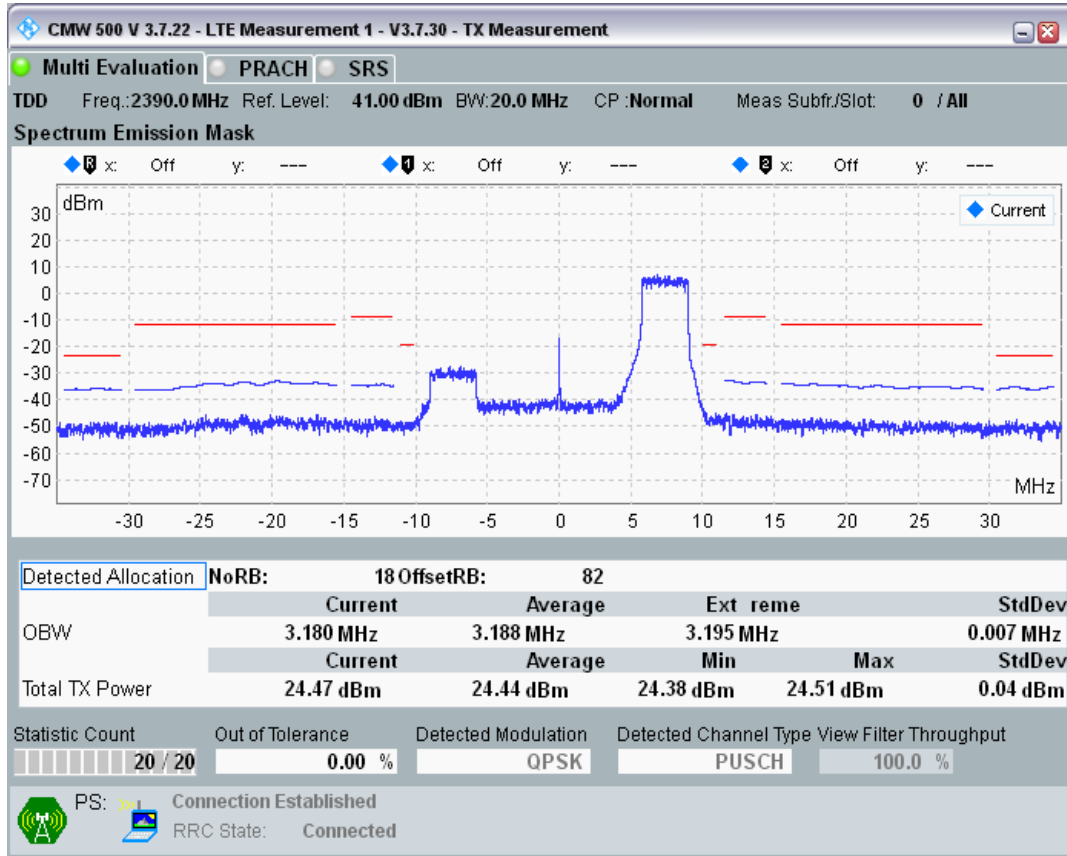 CMW 500 V 3.7.22 - LTE Measurement 1 - V3.7.30 - TX Measurement
Multi Evaluation PRACH SRS
TDD Freq.:2390.0 MHz Ref. Level: 41.00 dBm BW:20.0 MHz CP :Normal Meas Subfr./Slot: 0 / All
Spectrum Emission Mask
R x: Off y: --- 1 x: Off y: --- 2 x: Off y: ---
dBm
Current
30
20
10
0
-10
-20
-30
-40
-50
-60
-70
MHz
-30 -25 -20 -15 -10 -5 0 5 10 15 20 25 30
Detected Allocation NoRB: 18 OffsetRB: 82
Current Average Ext reme StdDev
OBW 3.180 MHz 3.188 MHz 3.195 MHz 0.007 MHz
Current Average Min Max StdDev
Total TX Power 24.47 dBm 24.44 dBm 24.38 dBm 24.51 dBm 0.04 dBm
Statistic Count Out of Tolerance Detected Modulation Detected Channel Type View Filter Throughput
20 / 20 0.00 % QPSK PUSCH 100.0 %
PS: Connection Established
RRC State: Connected